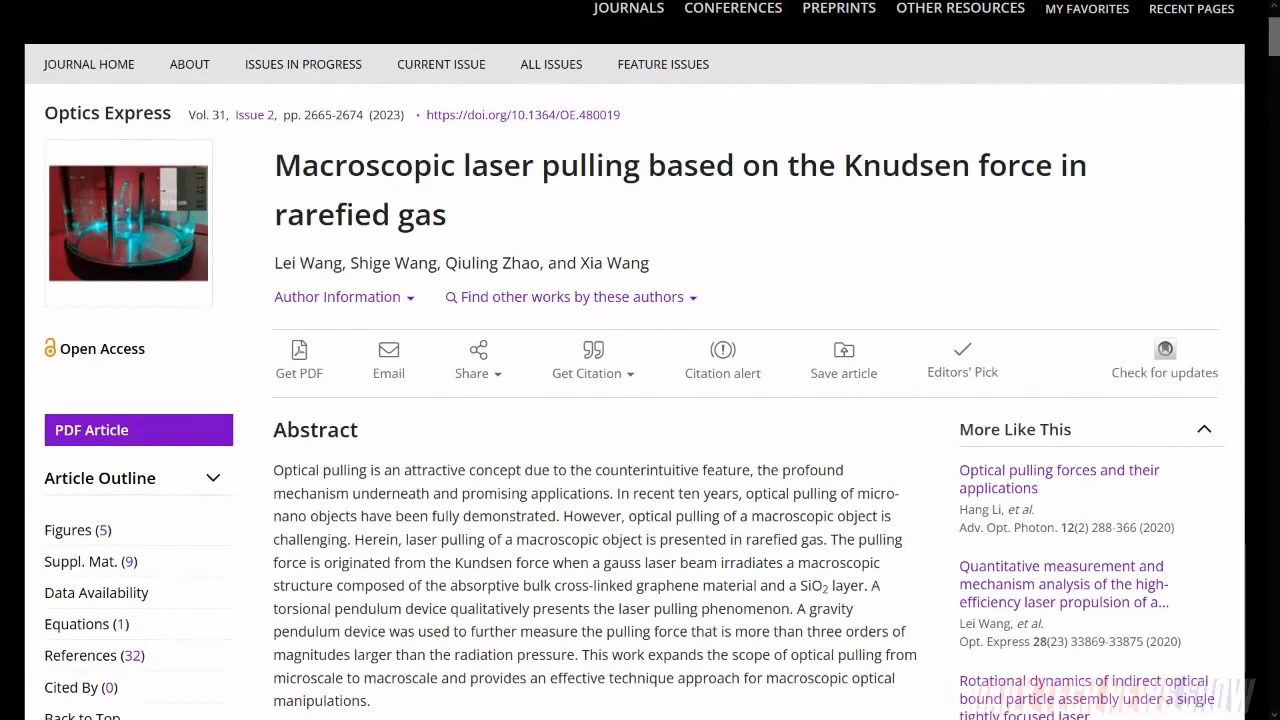 JOURNALS CONFERENCES PREPRINTS OTHER RESOURCES MY FAVORITES RECENT PAGES
JOURNAL HOME ABOUT ISSUES IN PROGRESS CURRENT ISSUE ALL ISSUES FEATURE ISSUES
Optics Express Vol. 31, Issue 2, pp. 2665-2674 (2023) • https://doi.org/10.1364/OE.480019
Macroscopic laser pulling based on the Knudsen force in
rarefied gas
Lei Wang, Shige Wang, Qiuling Zhao, and Xia Wang
Author Information Find other works by these authors
Open Access
Get PDF Email Share Get Citation Citation alert Save article Editors' Pick Check for updates
PDF Article
Article Outline
Figures (5)
Suppl. Mat. (9)
Data Availability
Equations (1)
References (32)
Cited By (0)
Back to Top
Abstract
Optical pulling is an attractive concept due to the counterintuitive feature, the profound
mechanism underneath and promising applications. In recent ten years, optical pulling of micro-
nano objects have been fully demonstrated. However, optical pulling of a macroscopic object is
challenging. Herein, laser pulling of a macroscopic object is presented in rarefied gas. The pulling
force is originated from the Kundsen force when a gauss laser beam irradiates a macroscopic
structure composed of the absorptive bulk cross-linked graphene material and a SiO2 layer. A
torsional pendulum device qualitatively presents the laser pulling phenomenon. A gravity
pendulum device was used to further measure the pulling force that is more than three orders of
magnitudes larger than the radiation pressure. This work expands the scope of optical pulling from
microscale to macroscale and provides an effective technique approach for macroscopic optical
manipulations.
More Like This
Optical pulling forces and their
applications
Hang Li, et al.
Adv. Opt. Photon. 12(2) 288-366 (2020)
Quantitative measurement and
mechanism analysis of the high-
efficiency laser propulsion of a...
Lei Wang, et al.
Opt. Express 28(23) 33869-33875 (2020)
Rotational dynamics of indirect optical
bound particle assembly under a single
tightly focused laser